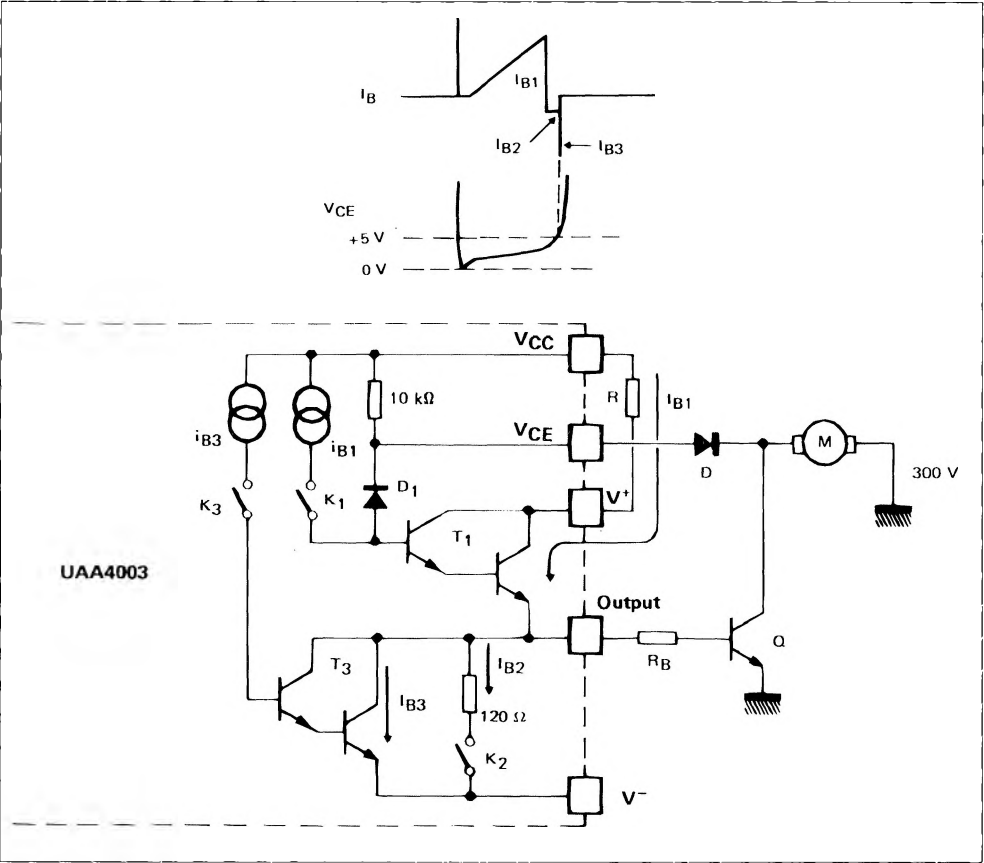 IB1
IB
IB2
IB3
VCE
+5 V
0 V
VCC
10 kΩ
R
IB1
iB3
iB1
VCE
M
D
300 V
K3
K1
D1
V+
T1
UAA4003
Output
RB
Q
T3
IB2
IB3
120 Ω
K2
V−